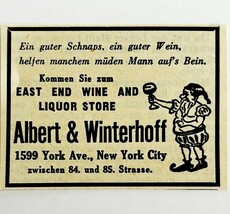 Ein guter Schnaps, ein guter Wein,
helfen manchem müden Mann auf's Bein.
Kommen Sie zum
EAST END WINE AND
LIQUOR STORE
Albert & Winterhoff
1599 York Ave., New York City
zwischen 84. und 85. Strasse.